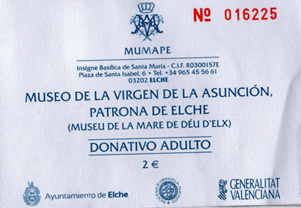 Nº 016225
MUMAPE
Insigne Basílica de Santa María - C.I.F. R0300157E
Plaza de Santa Isabel, 6 • Tel. +34 965 45 56 61
03202 ELCHE
MUSEO DE LA VIRGEN DE LA ASUNCIÓN,
PATRONA DE ELCHE
(MUSEU DE LA MARE DE DÉU D'ELX)
DONATIVO ADULTO
2 €
Ayuntamiento de Elche
GENERALITAT
VALENCIANA